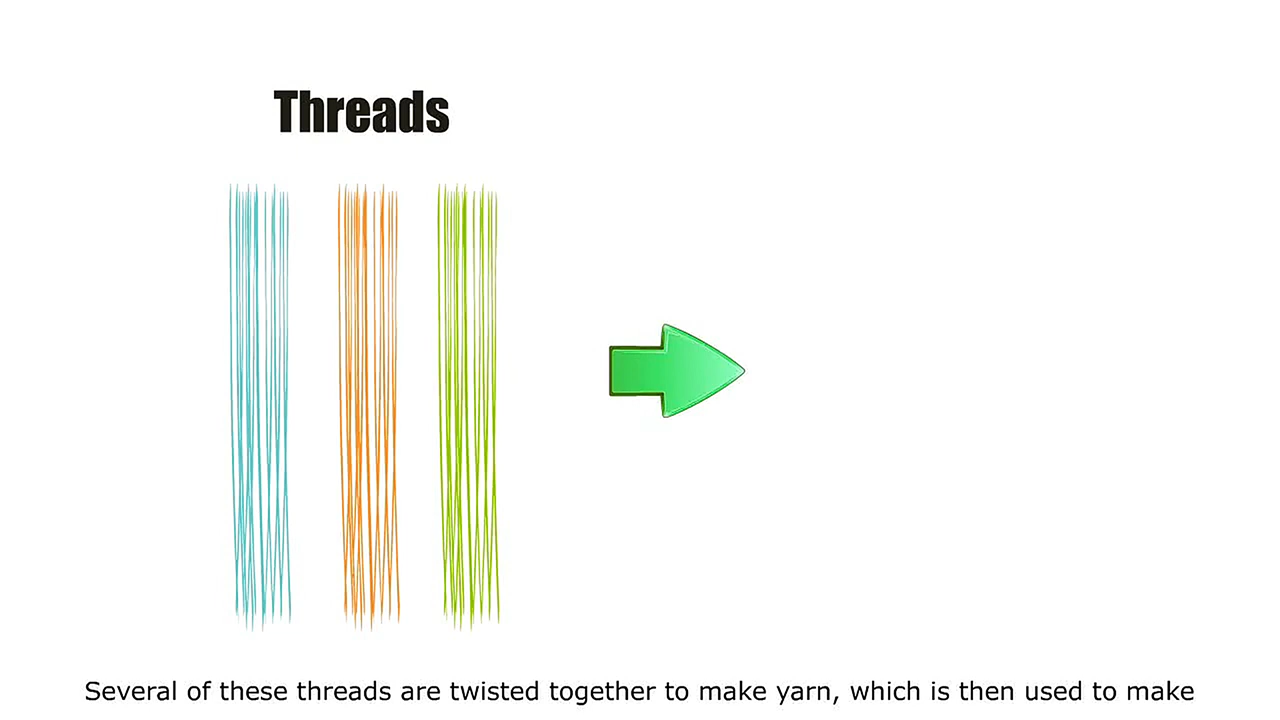 Threads
Several of these threads are twisted together to make yarn, which is then used to make